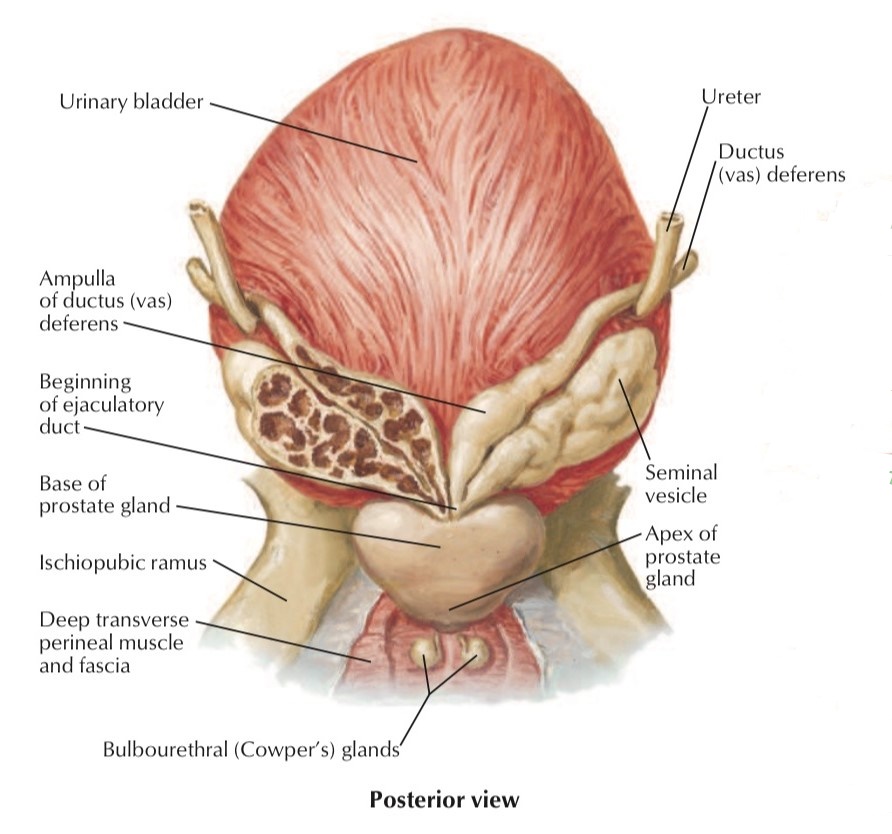 Urinary bladder
Ureter
Ductus
(vas) deferens
Ampulla
of ductus (vas)
deferens
Beginning
of ejaculatory
duct
Base of
prostate gland
Seminal
vesicle
Apex of
prostate
gland
Ischiopubic ramus
Deep transverse
perineal muscle
and fascia
Bulbourethral (Cowper's) glands
Posterior view